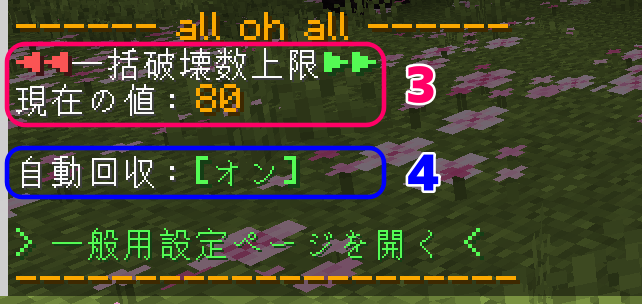 ------ all oh all ------
◀◀一括破壊数上限▶▶
現在の値：80
3
自動回収：[オン]
4
> 一般用設定ページを開く <